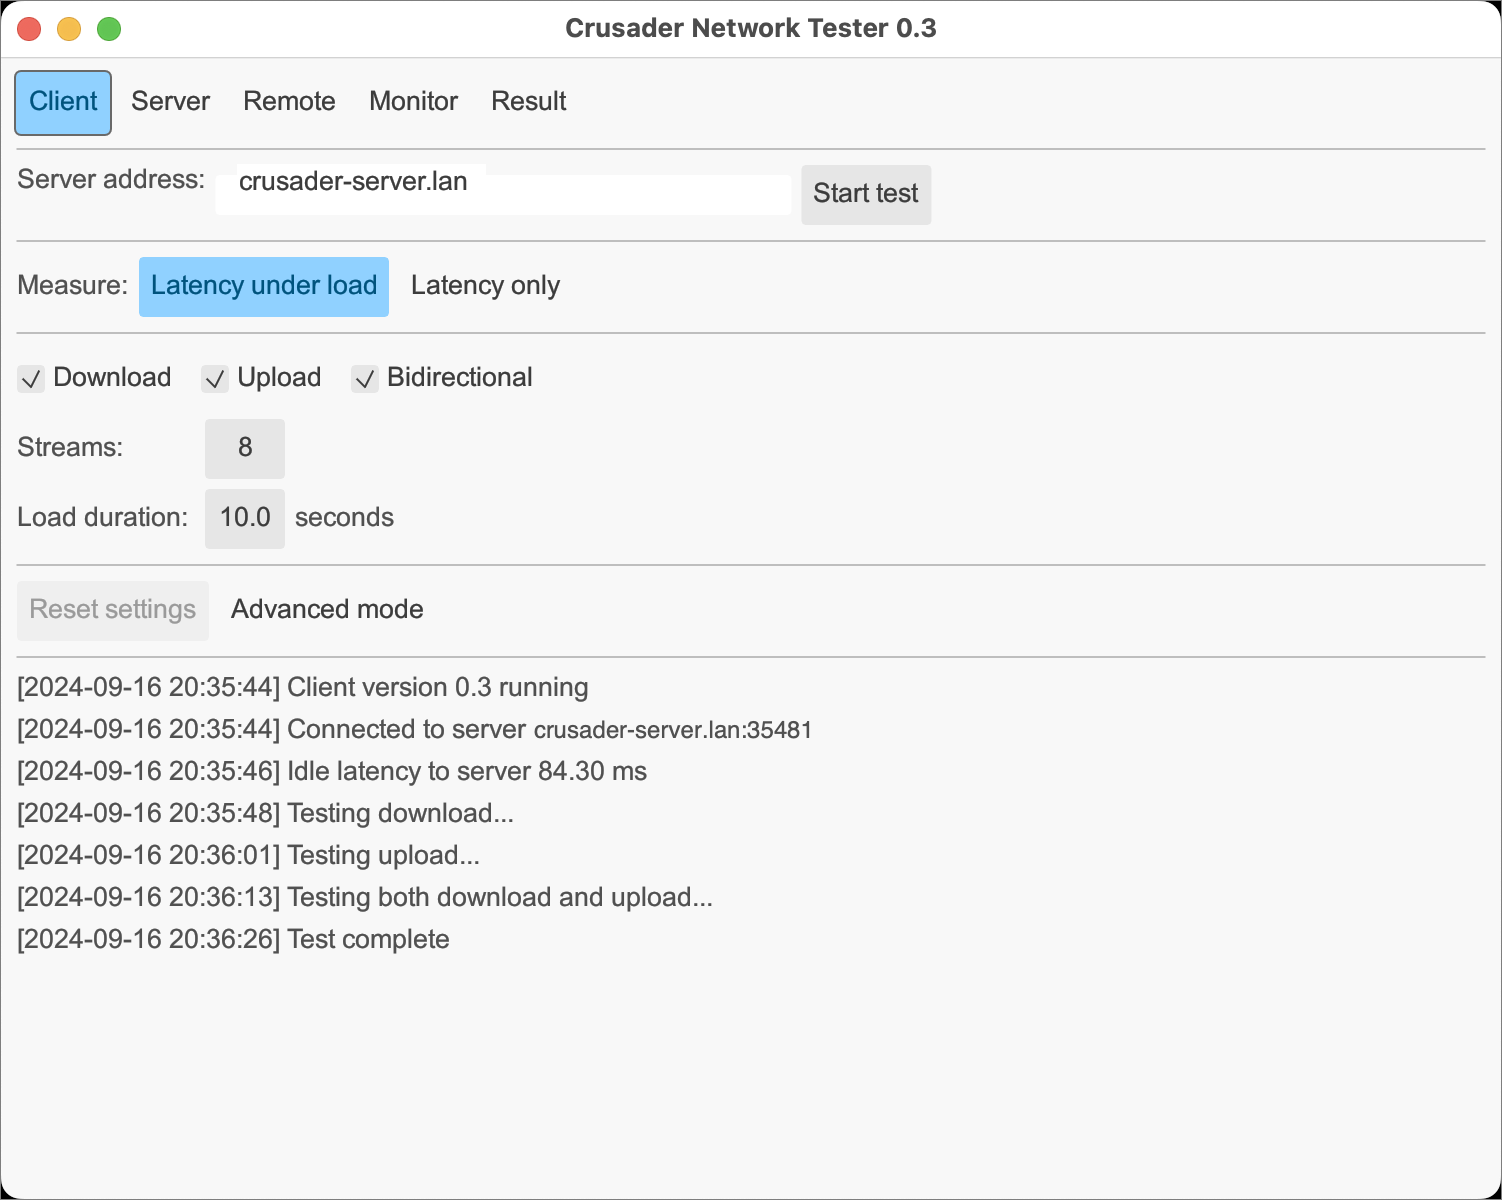 Crusader Network Tester 0.3
Client Server Remote Monitor Result
Server address: crusader-server.lan Start test
Measure: Latency under load Latency only
Download Upload Bidirectional
Streams: 8
Load duration: 10.0 seconds
Reset settings Advanced mode
[2024-09-16 20:35:44] Client version 0.3 running
[2024-09-16 20:35:44] Connected to server crusader-server.lan:35481
[2024-09-16 20:35:46] Idle latency to server 84.30 ms
[2024-09-16 20:35:48] Testing download...
[2024-09-16 20:36:01] Testing upload...
[2024-09-16 20:36:13] Testing both download and upload...
[2024-09-16 20:36:26] Test complete